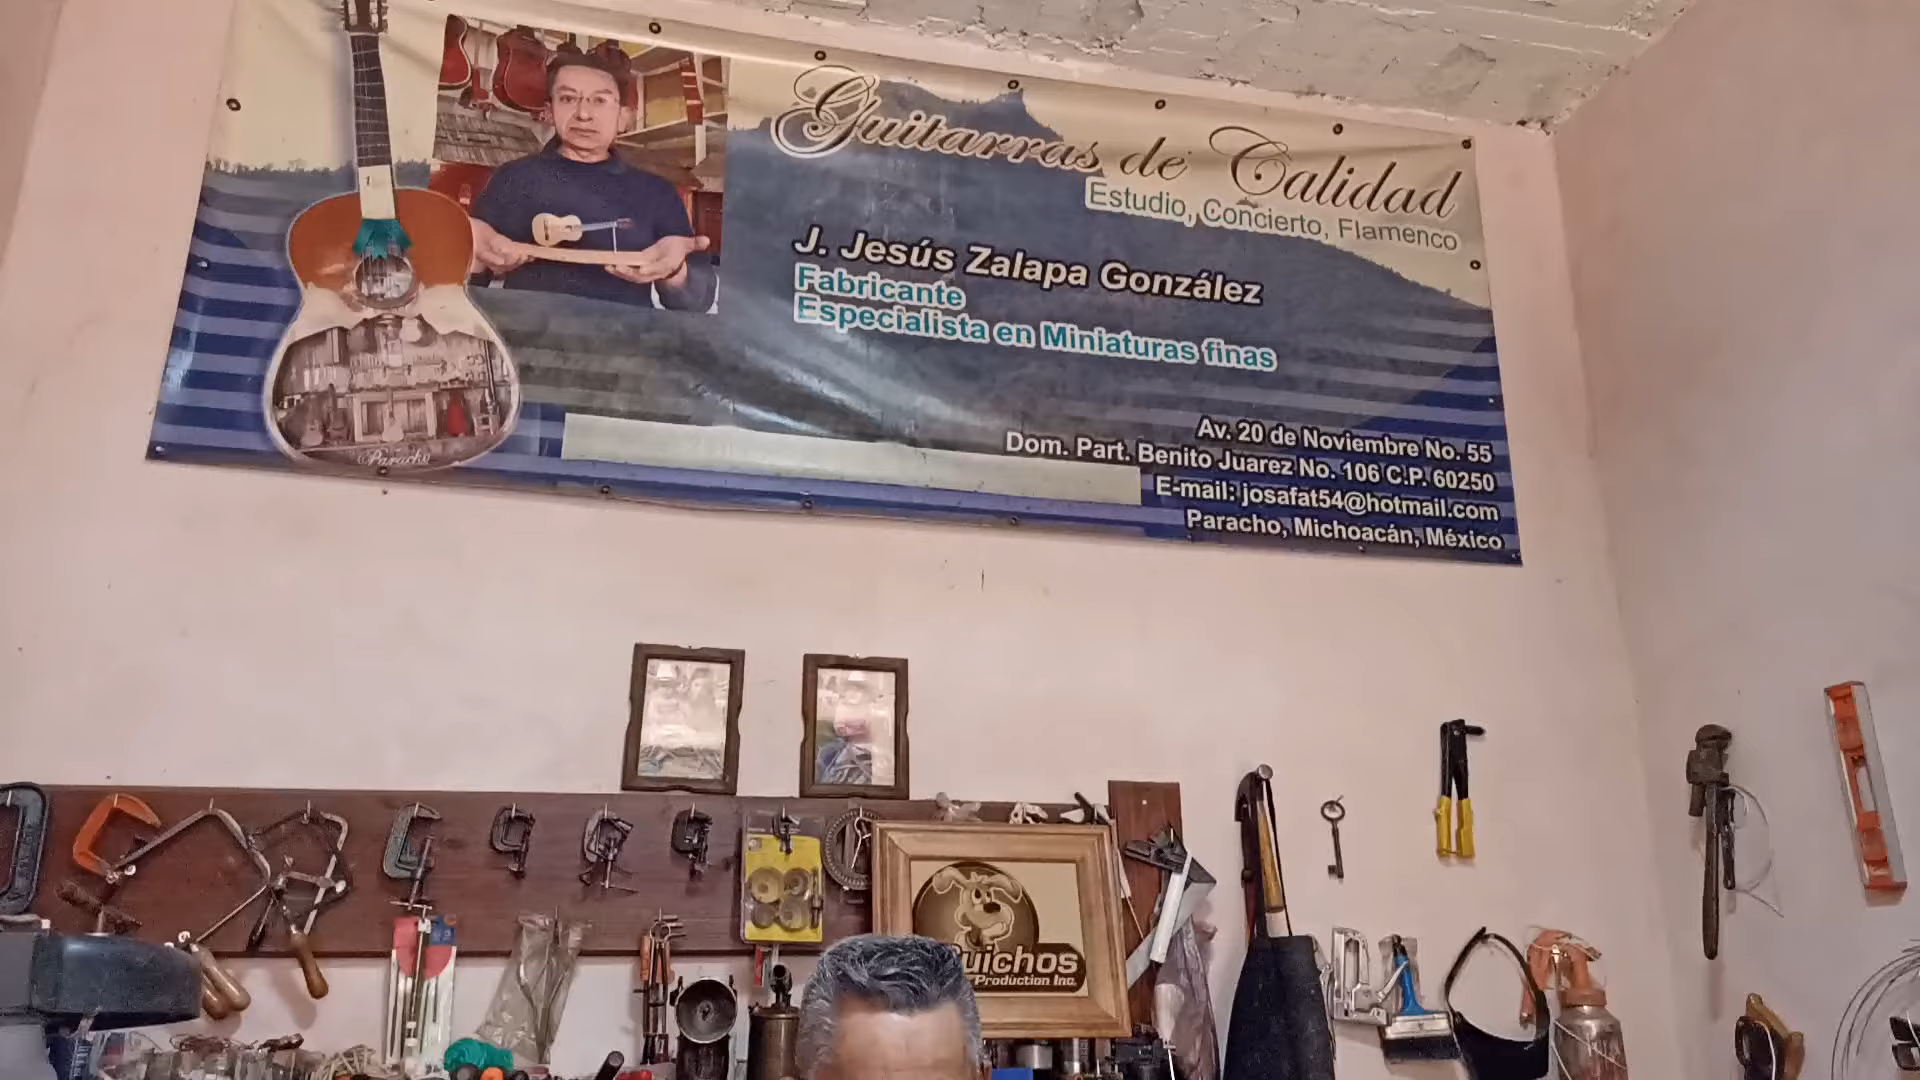 Guitarras de Calidad
Estudio, Concierto, Flamenco
J. Jesús Zalapa González
Fabricante
Especialista en Miniaturas finas
Av. 20 de Noviembre No. 55
Dom. Part. Benito Juarez No. 106 C.P. 60250
E-mail: josafat54@hotmail.com
Paracho, Michoacán, México
Paracho
uichos
Production Inc.